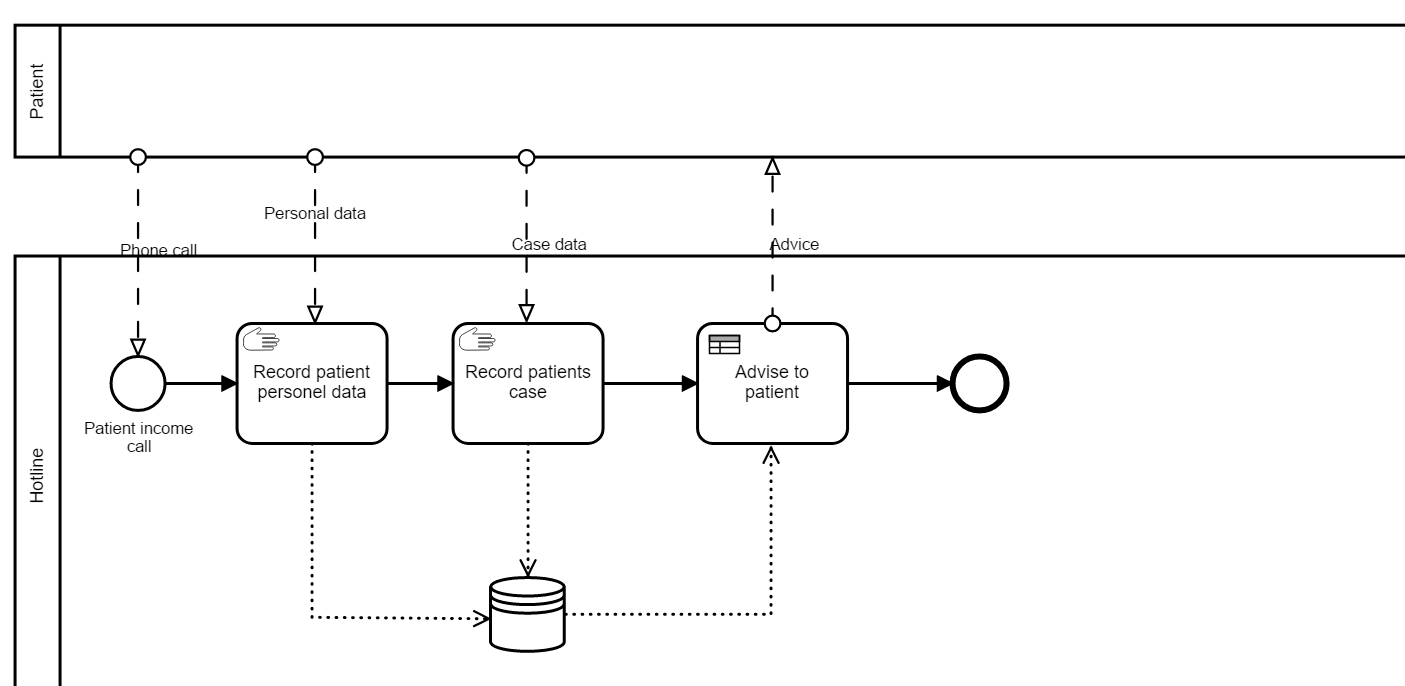 Patient
Personal data
Phone call
Case data
Advice
Record patient
personel data
Record patients
case
Advise to
patient
Patient income
call
Hotline